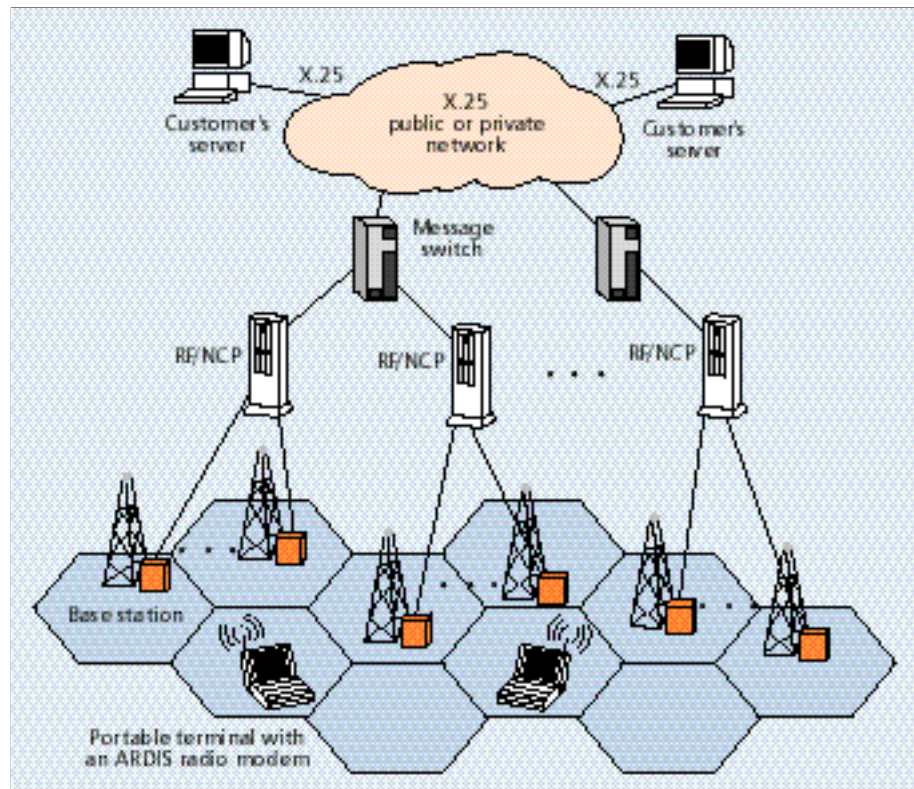 X.25
X.25
X.25
public or private
network
Customer's
server
Customer's
server
Message
switch
RF/NCP
RF/NCP
RF/NCP
. . .
. . .
. . .
. . .
Base station
Portable terminal with
an ARDIS radio modem